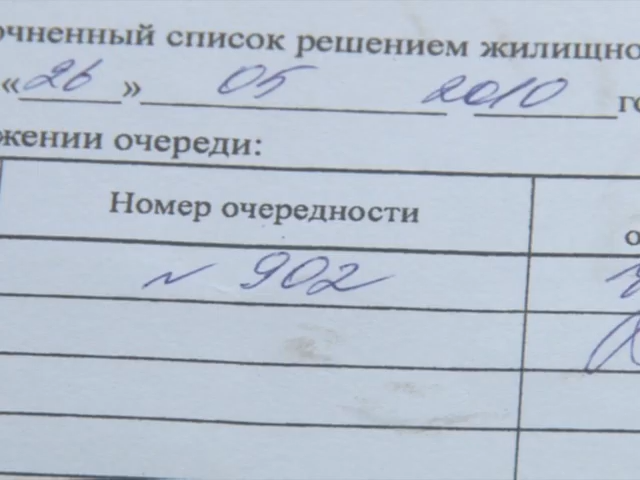 очненный список решением жилищно
«26» 05 2010 го
жении очереди:
Номер очередности
о
№ 902